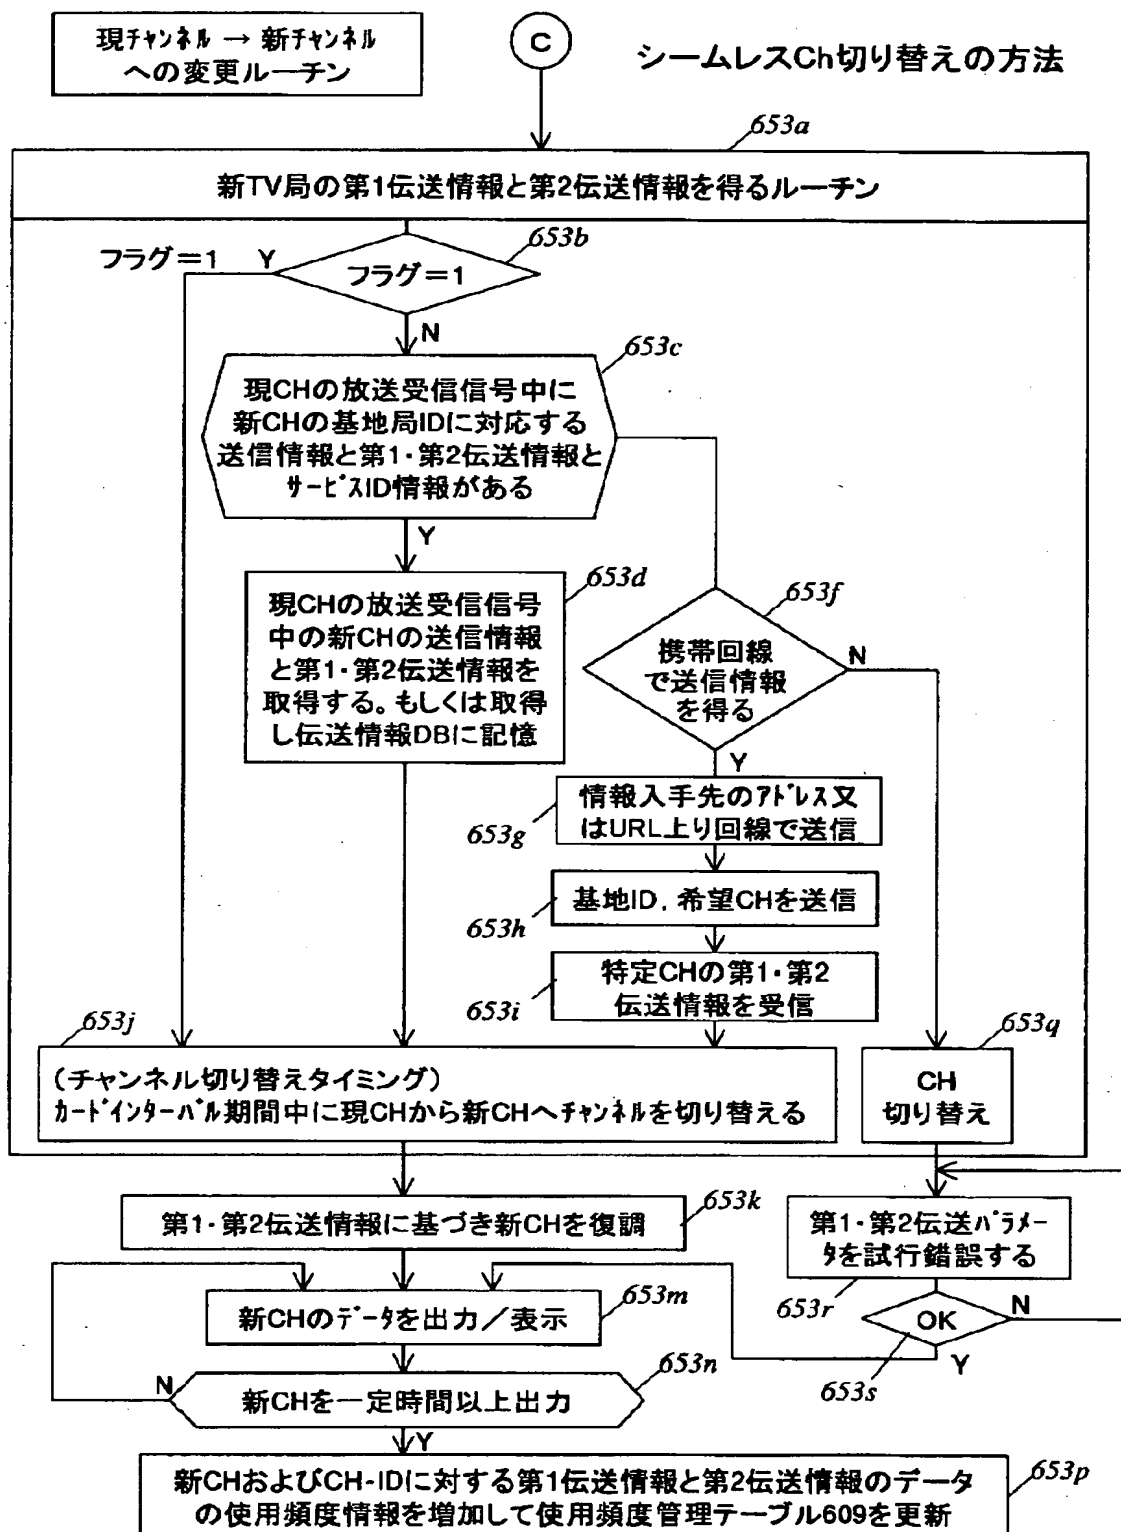 現ﾁｬﾝﾈﾙ → 新ﾁｬﾝﾈﾙ
への変更ルーチン
C
シームレスCh切り替えの方法
653a
新TV局の第1伝送情報と第2伝送情報を得るルーチン
フラグ=1
Y
フラグ=1
653b
N
653c
現CHの放送受信信号中に
新CHの基地局IDに対応する
送信情報と第1・第2伝送情報と
ｻｰﾋﾞｽID情報がある
Y
653d
現CHの放送受信信号
中の新CHの送信情報
と第1・第2伝送情報を
取得する。もしくは取得
し伝送情報DBに記憶
653f
携帯回線
で送信情報
を得る
N
Y
情報入手先のｱﾄﾞﾚｽ又
はURL上り回線で送信
653g
基地ID, 希望CHを送信
653h
特定CHの第1・第2
伝送情報を受信
653i
653j
(チャンネル切り替えタイミング)
ｶｰﾄﾞｲﾝﾀｰﾊﾞﾙ期間中に現CHから新CHへﾁｬﾝﾈﾙを切り替える
653q
CH
切り替え
653k
第1・第2伝送情報に基づき新CHを復調
第1・第2伝送ﾊﾟﾗﾒｰ
ﾀを試行錯誤する
653r
653m
新CHのﾃﾞｰﾀを出力／表示
OK
N
Y
653s
653n
新CHを一定時間以上出力
N
Y
653p
新CHおよびCH-IDに対する第1伝送情報と第2伝送情報のデータ
の使用頻度情報を増加して使用頻度管理テーブル609を更新